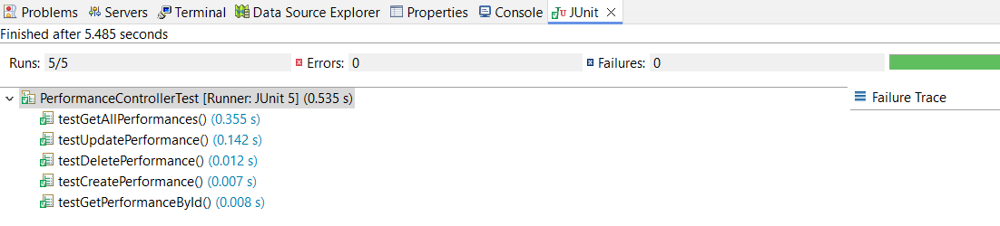 Problems Servers Terminal Data Source Explorer Properties Console JUnit
Finished after 5.485 seconds
Runs: 5/5 Errors: 0 Failures: 0
PerformanceControllerTest [Runner: JUnit 5] (0.535 s)
Failure Trace
testGetAllPerformances() (0.355 s)
testUpdatePerformance() (0.142 s)
testDeletePerformance() (0.012 s)
testCreatePerformance() (0.007 s)
testGetPerformanceById() (0.008 s)